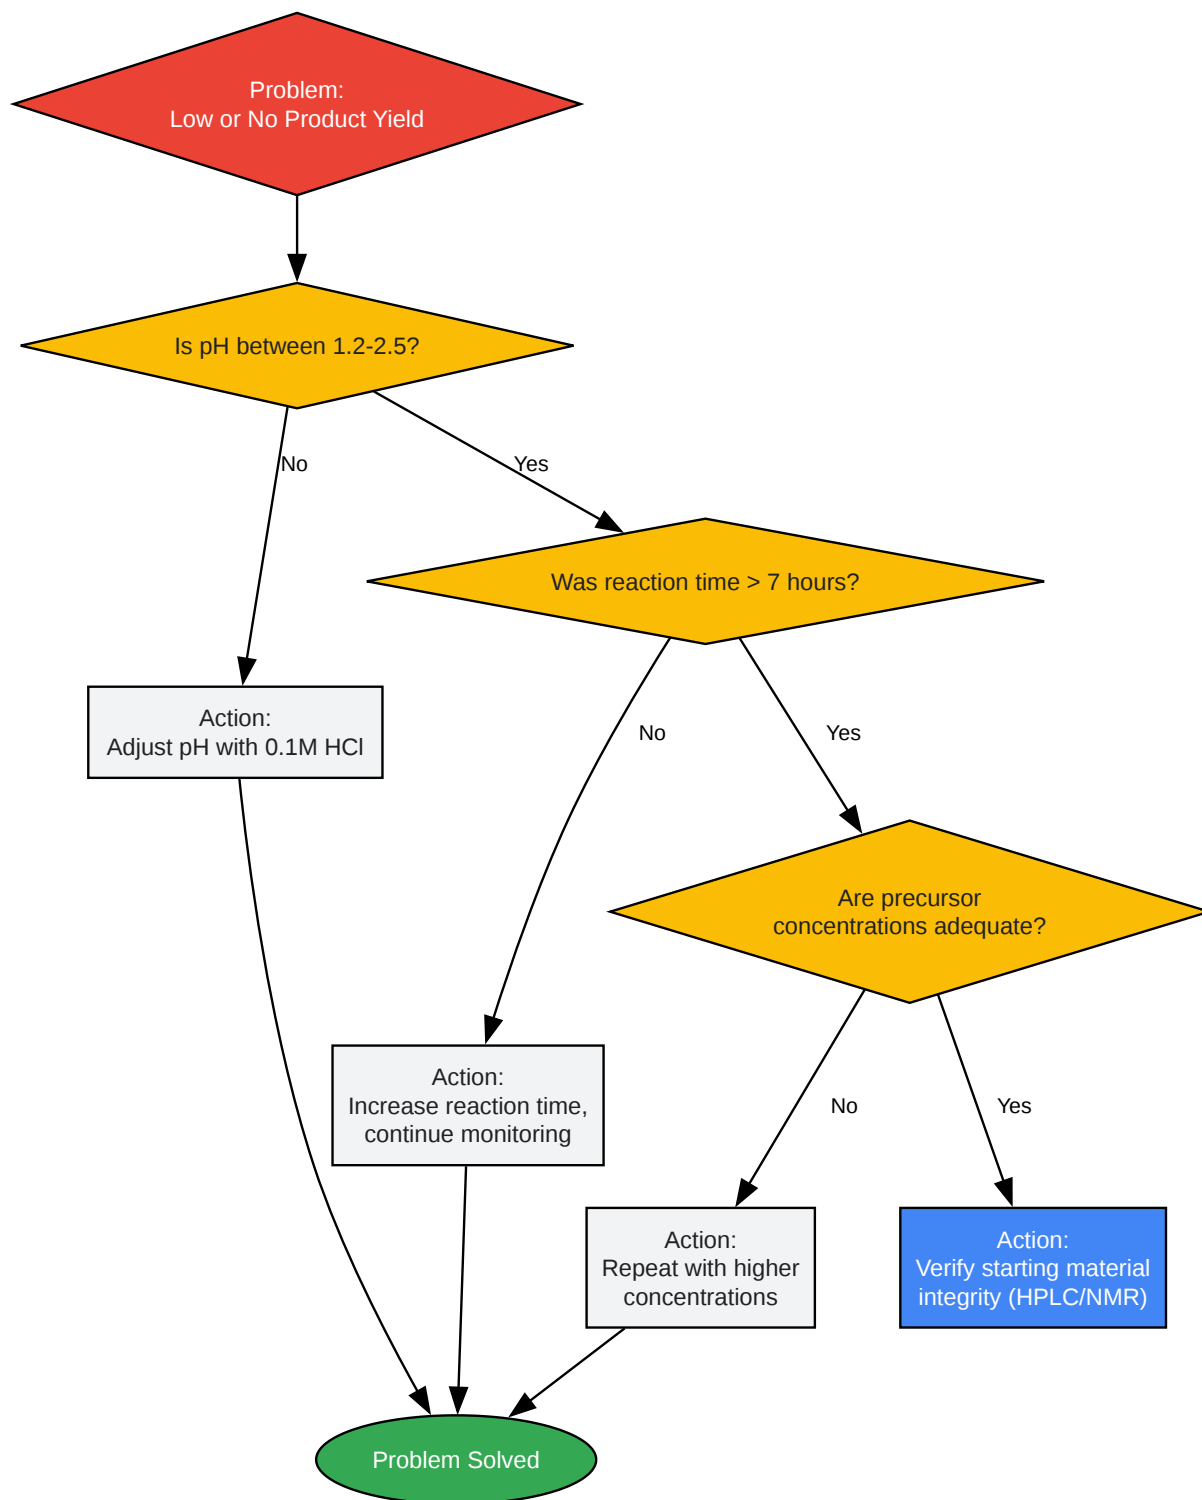 Problem:
Low or No Product Yield
Is pH between 1.2-2.5?
No
Yes
Was reaction time > 7 hours?
Action:
Adjust pH with 0.1M HCl
No
Yes
Are precursor
concentrations adequate?
Action:
Increase reaction time,
continue monitoring
No
Yes
Action:
Repeat with higher
concentrations
Action:
Verify starting material
integrity (HPLC/NMR)
Problem Solved